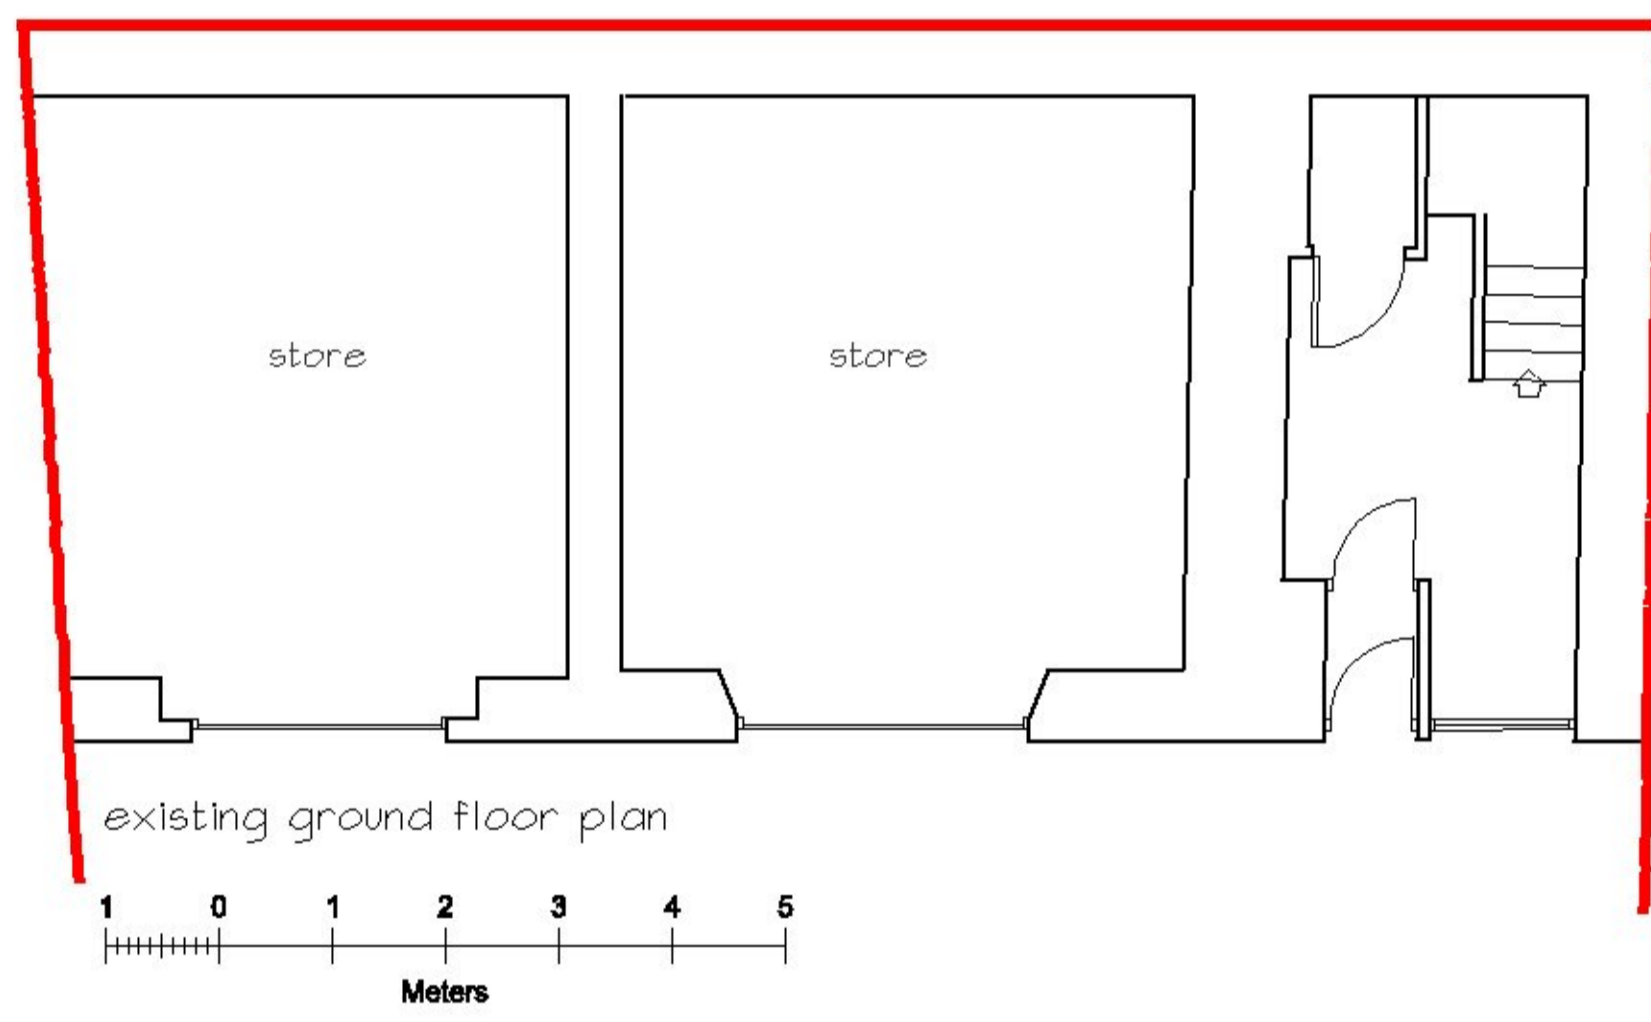 store store
existing ground floor plan
1 0 1 2 3 4 5
Meters